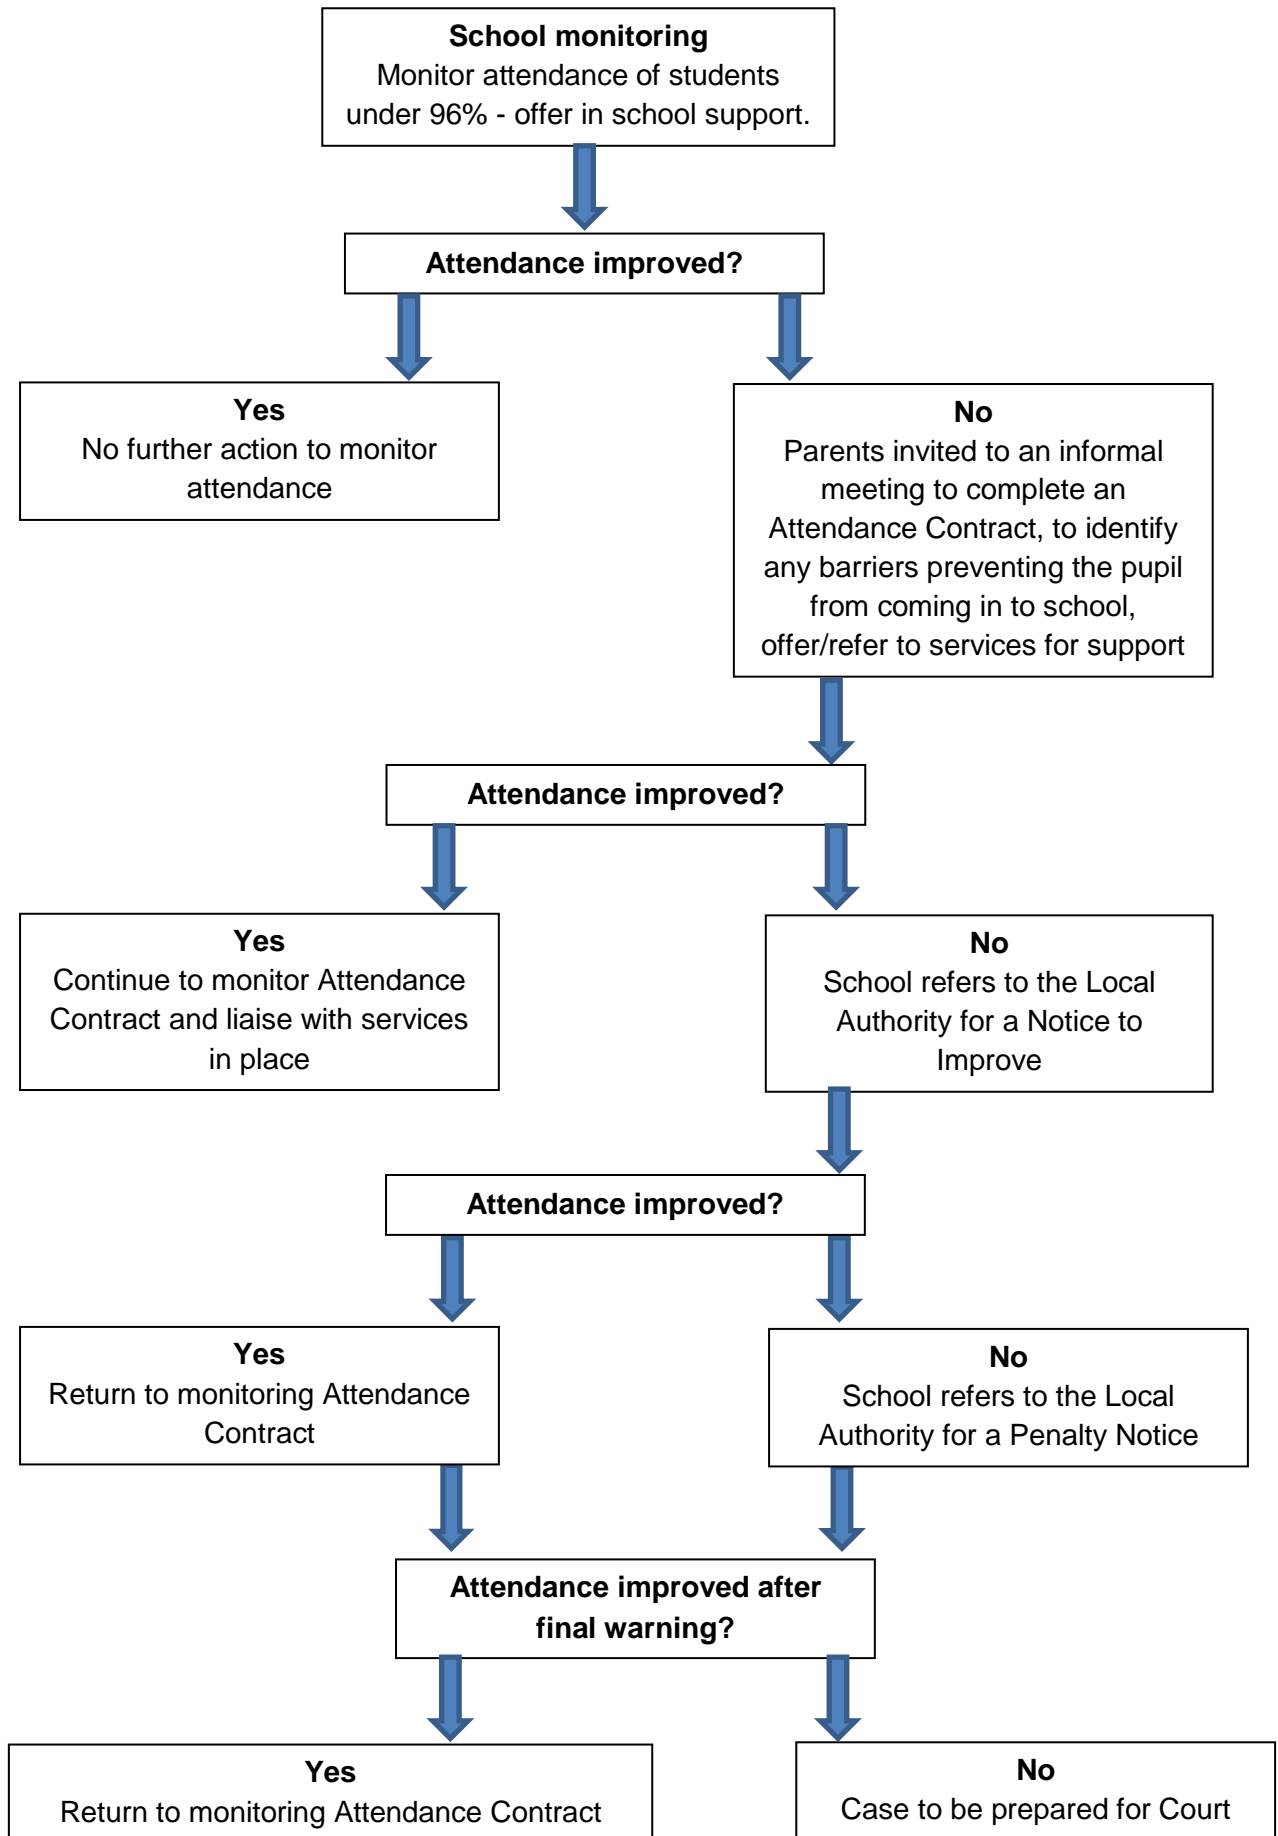 School monitoring
Monitor attendance of students
under 96% - offer in school support.
Attendance improved?
Yes
No further action to monitor
attendance
No
Parents invited to an informal
meeting to complete an
Attendance Contract, to identify
any barriers preventing the pupil
from coming in to school,
offer/refer to services for support
Attendance improved?
Yes
Continue to monitor Attendance
Contract and liaise with services
in place
No
School refers to the Local
Authority for a Notice to
Improve
Attendance improved?
Yes
Return to monitoring Attendance
Contract
No
School refers to the Local
Authority for a Penalty Notice
Attendance improved after
final warning?
Yes
Return to monitoring Attendance Contract
No
Case to be prepared for Court